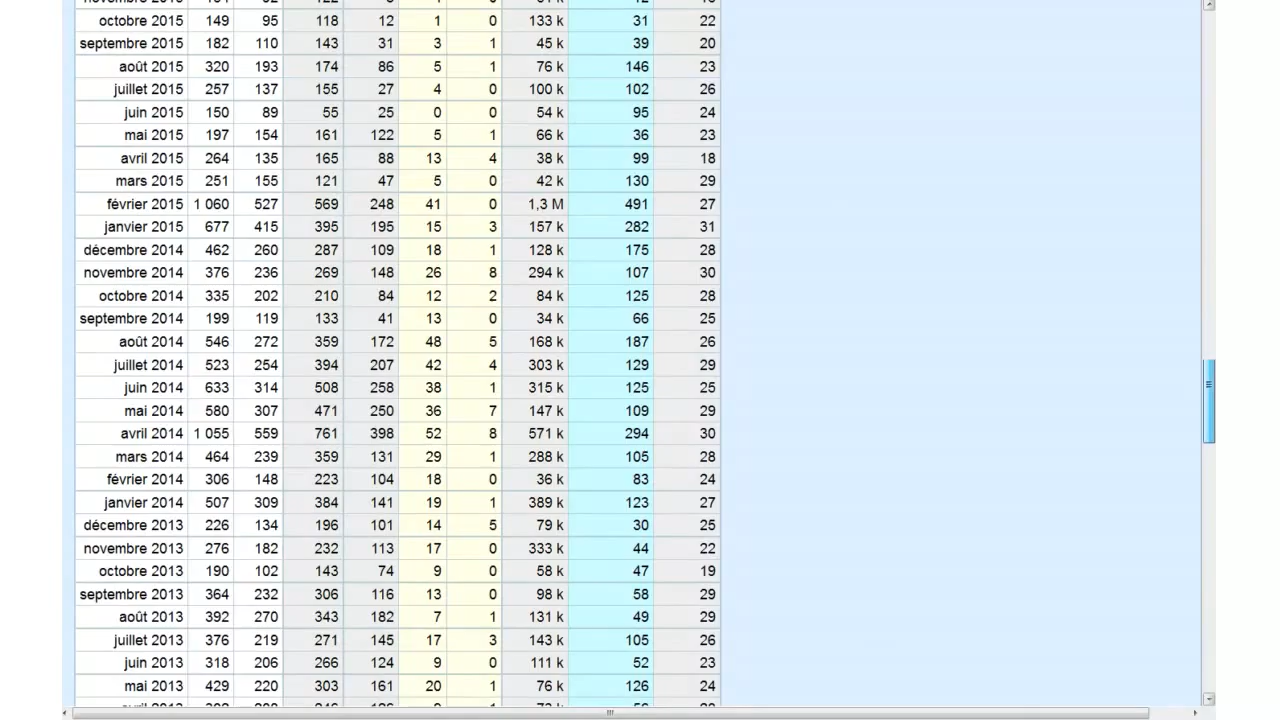 octobre 2015 149 95 118 12 1 0 133 k 31 22
septembre 2015 182 110 143 31 3 1 45 k 39 20
août 2015 320 193 174 86 5 1 76 k 146 23
juillet 2015 257 137 155 27 4 0 100 k 102 26
juin 2015 150 89 55 25 0 0 54 k 95 24
mai 2015 197 154 161 122 5 1 66 k 36 23
avril 2015 264 135 165 88 13 4 38 k 99 18
mars 2015 251 155 121 47 5 0 42 k 130 29
février 2015 1 060 527 569 248 41 0 1,3 M 491 27
janvier 2015 677 415 395 195 15 3 157 k 282 31
décembre 2014 462 260 287 109 18 1 128 k 175 28
novembre 2014 376 236 269 148 26 8 294 k 107 30
octobre 2014 335 202 210 84 12 2 84 k 125 28
septembre 2014 199 119 133 41 13 0 34 k 66 25
août 2014 546 272 359 172 48 5 168 k 187 26
juillet 2014 523 254 394 207 42 4 303 k 129 29
juin 2014 633 314 508 258 38 1 315 k 125 25
mai 2014 580 307 471 250 36 7 147 k 109 29
avril 2014 1 055 559 761 398 52 8 571 k 294 30
mars 2014 464 239 359 131 29 1 288 k 105 28
février 2014 306 148 223 104 18 0 36 k 83 24
janvier 2014 507 309 384 141 19 1 389 k 123 27
décembre 2013 226 134 196 101 14 5 79 k 30 25
novembre 2013 276 182 232 113 17 0 333 k 44 22
octobre 2013 190 102 143 74 9 0 58 k 47 19
septembre 2013 364 232 306 116 13 0 98 k 58 29
août 2013 392 270 343 182 7 1 131 k 49 29
juillet 2013 376 219 271 145 17 3 143 k 105 26
juin 2013 318 206 266 124 9 0 111 k 52 23
mai 2013 429 220 303 161 20 1 76 k 126 24